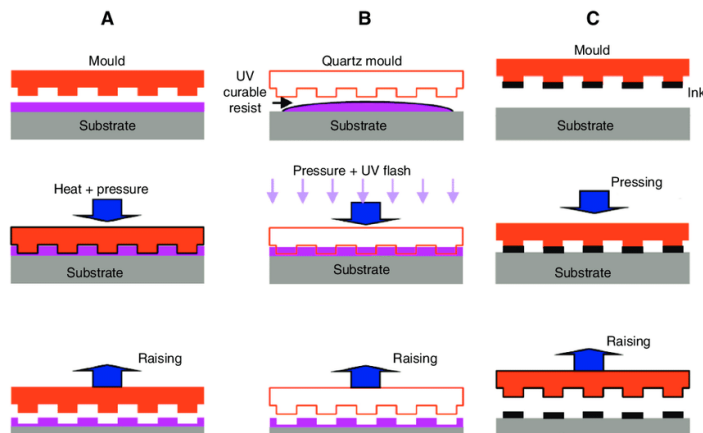 A
B
C
Mould
Quartz mould
Mould
UV
curable
resist
Ink
Substrate
Substrate
Substrate
Heat + pressure
Pressure + UV flash
Pressing
Substrate
Substrate
Substrate
Raising
Raising
Raising